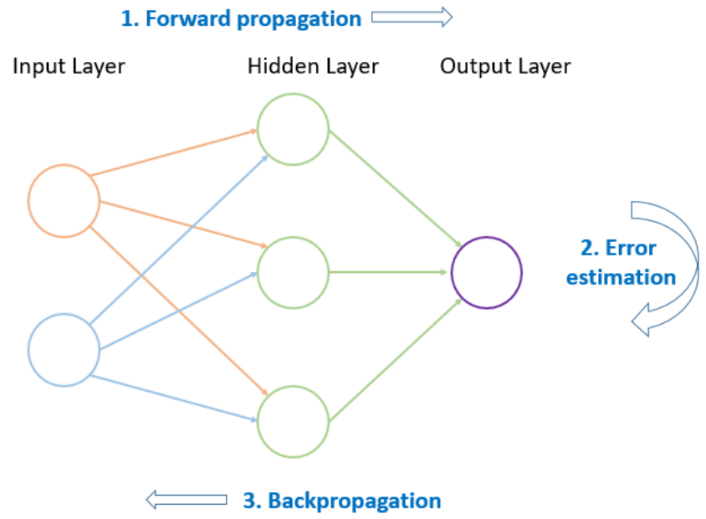 1. Forward propagation
Input Layer
Hidden Layer
Output Layer
2. Error
estimation
3. Backpropagation